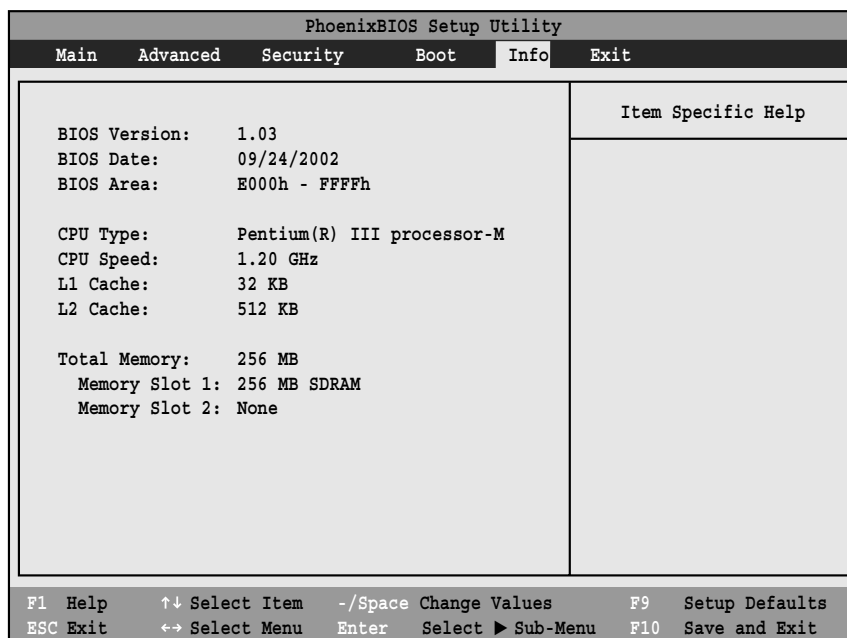 PhoenixBIOS Setup Utility
Main Advanced Security Boot Info Exit
Item Specific Help
BIOS Version: 1.03
BIOS Date: 09/24/2002
BIOS Area: E000h - FFFFh
CPU Type: Pentium(R) III processor-M
CPU Speed: 1.20 GHz
L1 Cache: 32 KB
L2 Cache: 512 KB
Total Memory: 256 MB
Memory Slot 1: 256 MB SDRAM
Memory Slot 2: None
F1 Help ↑↓ Select Item -/Space Change Values F9 Setup Defaults
ESC Exit ←→ Select Menu Enter Select ▶ Sub-Menu F10 Save and Exit